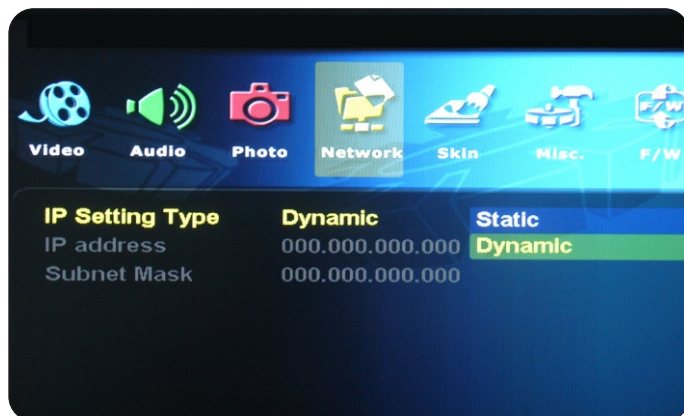 F/W
Video Audio Photo Network Skin Misc. F/W
IP Setting Type Dynamic Static
IP address 000.000.000.000 Dynamic
Subnet Mask 000.000.000.000